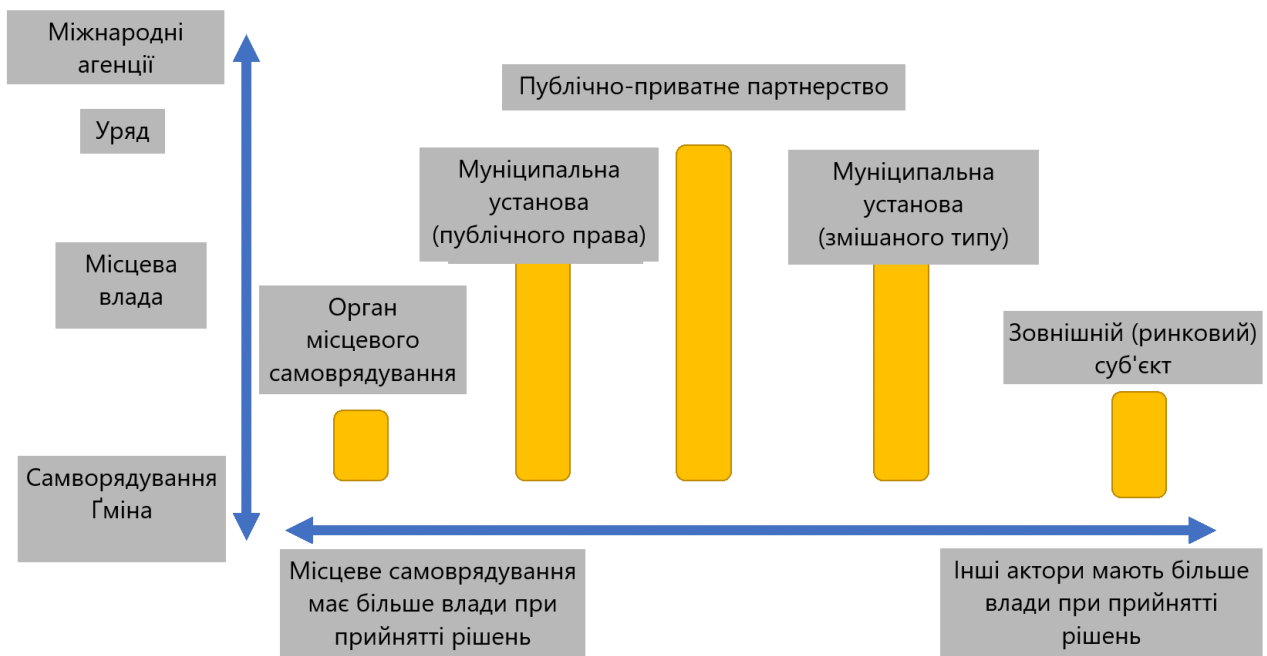 Міжнародні
агенції
Уряд
Місцева
влада
Самворядування
Ґміна
Публічно-приватне партнерство
Муніципальна
установа
(публічного права)
Муніципальна
установа
(змішаного типу)
Орган
місцевого
самоврядування
Зовнішній (ринковий)
суб'єкт
Місцеве самоврядування
має більше влади при
прийнятті рішень
Інші актори мають більше
влади при прийнятті
рішень